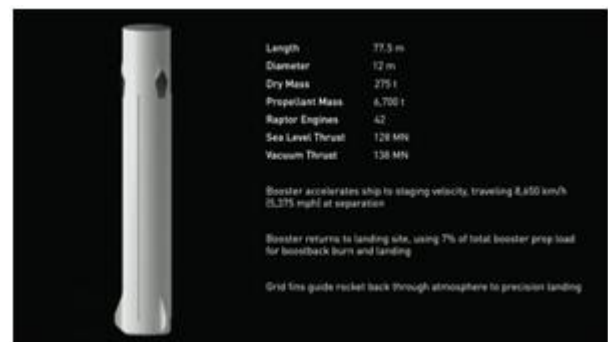 Length 77.5 m
Diameter 12 m
Dry Mass 275 t
Propellant Mass 6,700 t
Raptor Engines 42
Sea Level Thrust 128 MN
Vacuum Thrust 138 MN
Booster accelerates ship to staging velocity, traveling 8,650 km/h
(5,375 mph) at separation
Booster returns to landing site, using 7% of total booster prop load
for boostback burn and landing
Grid fins guide rocket back through atmosphere to precision landing